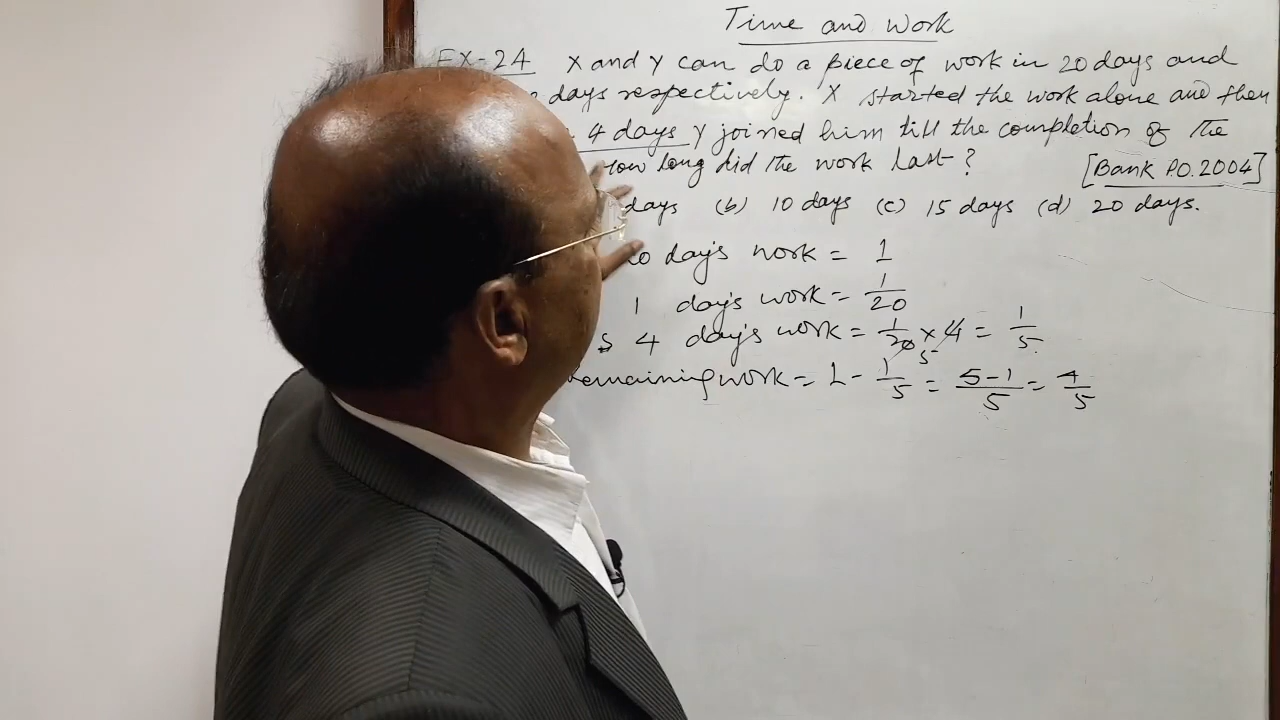 Time and Work
EX-24 X and Y can do a piece of work in 20 days and
days respectively. X started the work alone and then
4 days Y joined him till the completion of the
long did the work last? [Bank P.O. 2004]
days (b) 10 days (c) 15 days (d) 20 days.
day's work = 1
1 day's work = 1/20
4 day's work = 1/20 × 4 = 1/5
Remaining work = 1 - 1/5 = 5-1/5 = 4/5